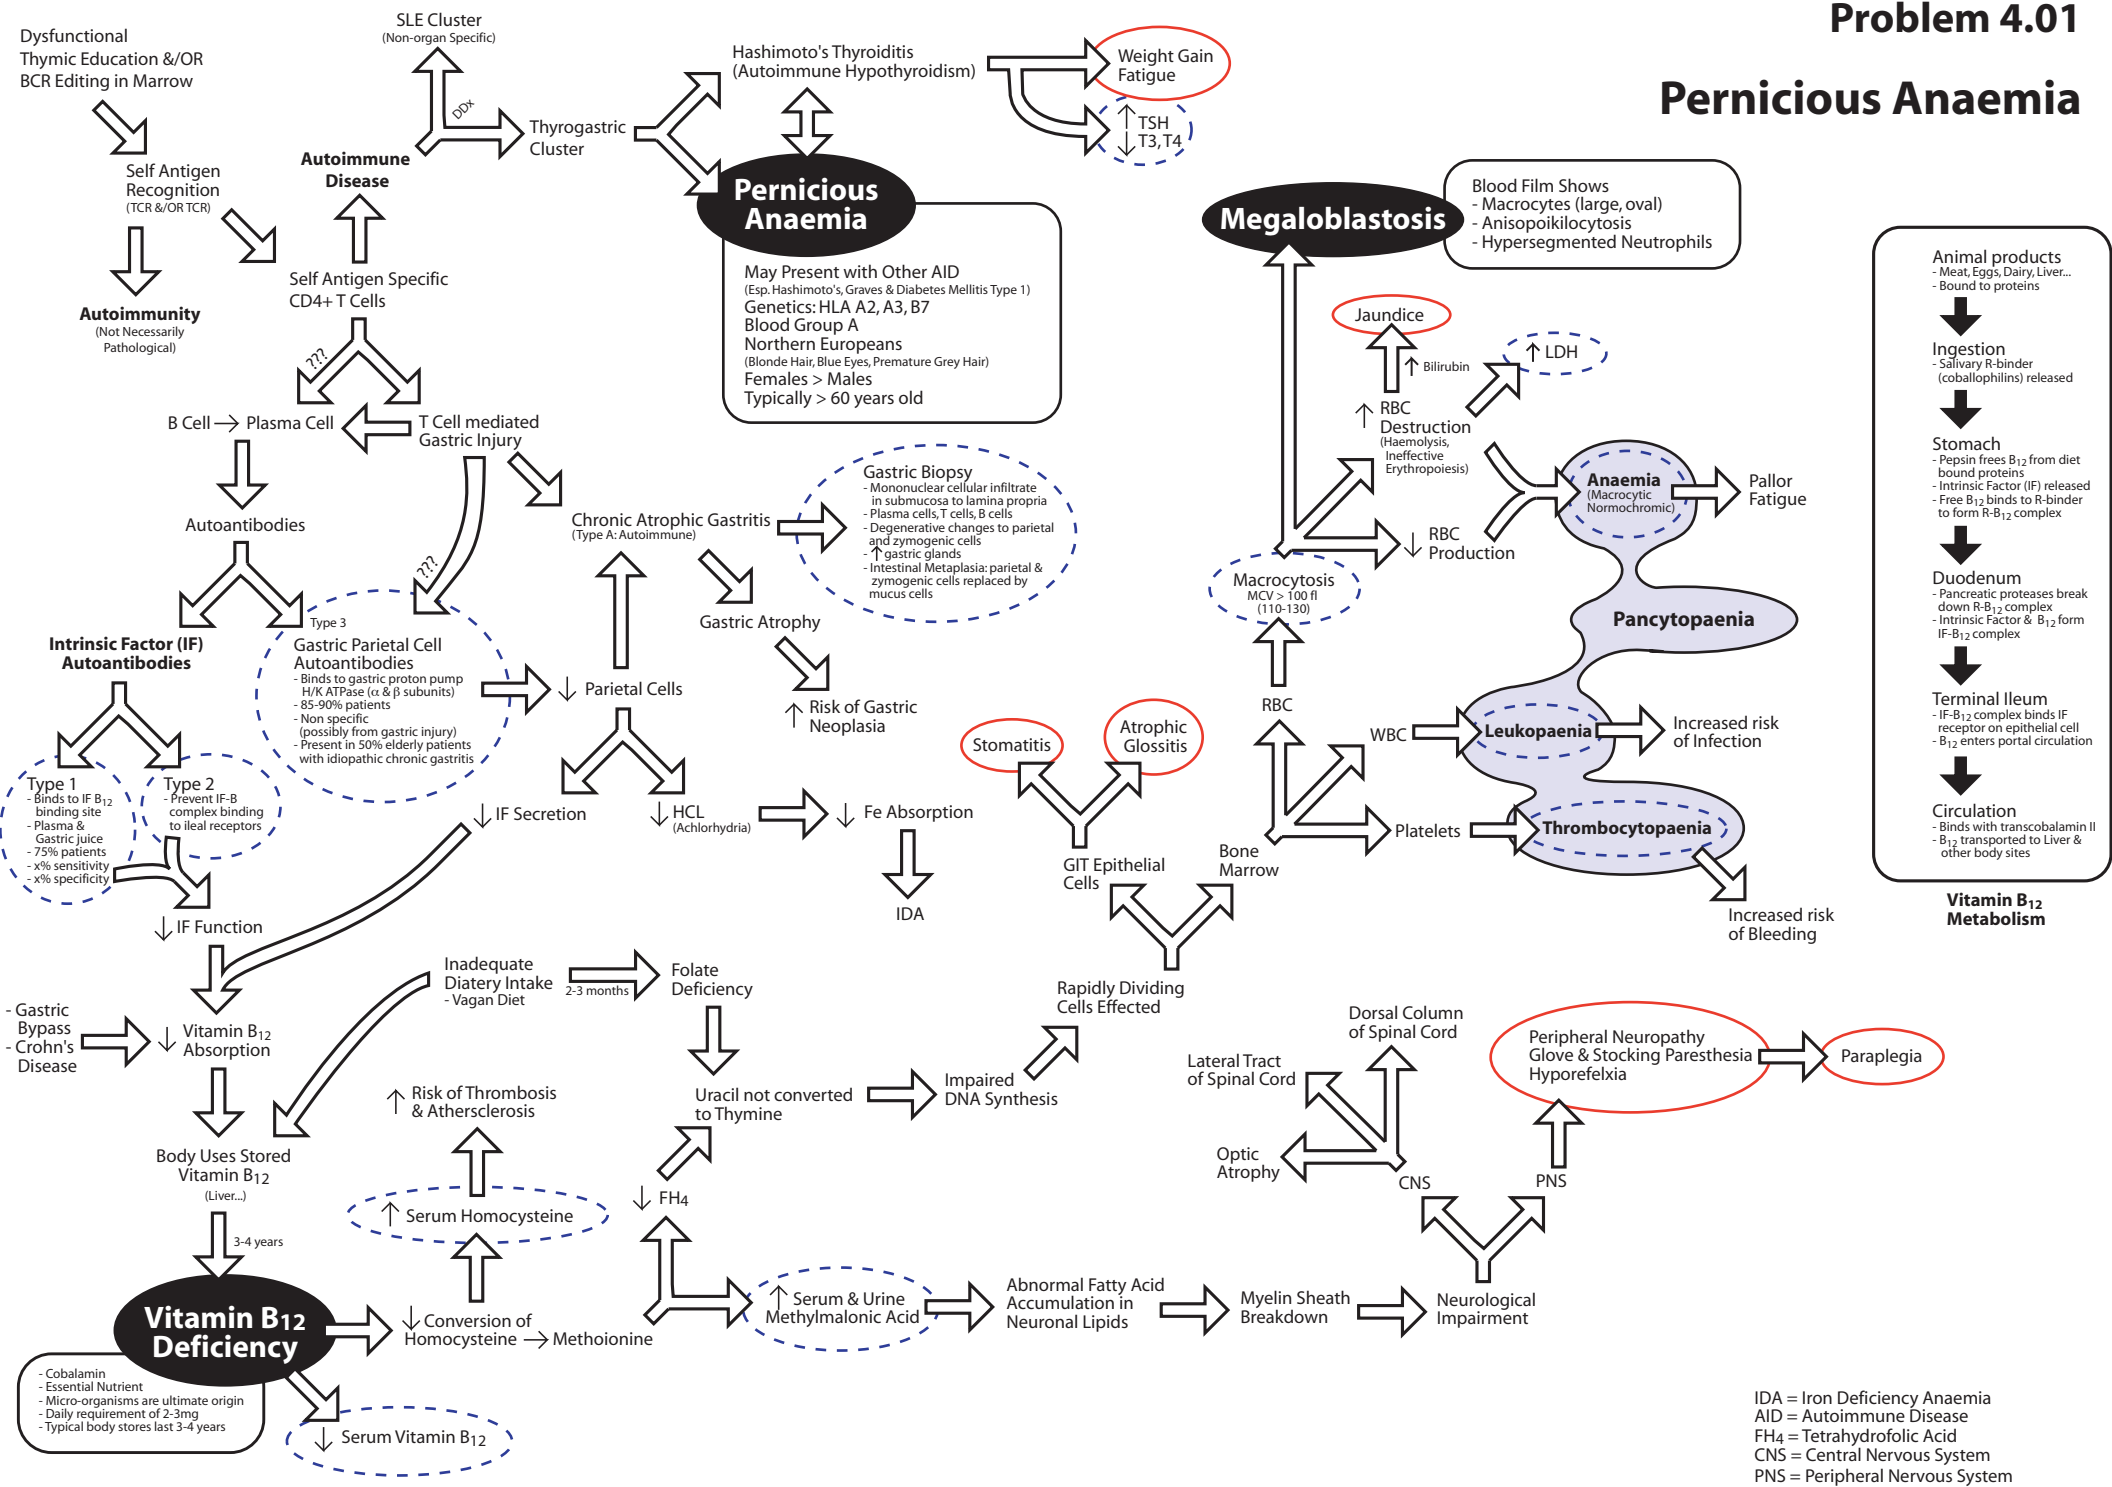 Problem 4.01
Pernicious Anaemia
Dysfunctional
Thymic Education &/OR
BCR Editing in Marrow
Self Antigen
Recognition
(TCR &/OR TCR)
Autoimmunity
(Not Necessarily
Pathological)
SLE Cluster
(Non-organ Specific)
DDx
Thyrogastric
Cluster
Autoimmune
Disease
Self Antigen Specific
CD4+ T Cells
???
B Cell → Plasma Cell
T Cell mediated
Gastric Injury
Autoantibodies
???
Hashimoto's Thyroiditis
(Autoimmune Hypothyroidism)
Weight Gain
Fatigue
↑ TSH
↓ T3, T4
Pernicious
Anaemia
May Present with Other AID
(Esp. Hashimoto's, Graves & Diabetes Mellitis Type 1)
Genetics: HLA A2, A3, B7
Blood Group A
Northern Europeans
(Blonde Hair, Blue Eyes, Premature Grey Hair)
Females > Males
Typically > 60 years old
Chronic Atrophic Gastritis
(Type A: Autoimmune)
Gastric Biopsy
- Mononuclear cellular infiltrate
in submucosa to lamina propria
- Plasma cells, T cells, B cells
- Degenerative changes to parietal
and zymogenic cells
- ↑ gastric glands
- Intestinal Metaplasia: parietal &
zymogenic cells replaced by
mucus cells
Gastric Atrophy
↑ Risk of Gastric
Neoplasia
Intrinsic Factor (IF)
Autoantibodies
Type 3
Gastric Parietal Cell
Autoantibodies
- Binds to gastric proton pump
H/K ATPase (α & β subunits)
- 85-90% patients
- Non specific
(possibly from gastric injury)
- Present in 50% elderly patients
with idiopathic chronic gastritis
↓ Parietal Cells
Type 1
- Binds to IF B12
binding site
- Plasma &
Gastric juice
- 75% patients
- x% sensitivity
- x% specificity
Type 2
- Prevent IF-B
complex binding
to ileal receptors
↓ IF Secretion
↓ HCL
(Achlorhydria)
↓ Fe Absorption
IDA
↓ IF Function
- Gastric
Bypass
- Crohn's
Disease
↓ Vitamin B12
Absorption
Inadequate
Diatery Intake
- Vagan Diet
2-3 months
Folate
Deficiency
Body Uses Stored
Vitamin B12
(Liver...)
3-4 years
Vitamin B12
Deficiency
- Cobalamin
- Essential Nutrient
- Micro-organisms are ultimate origin
- Daily requirement of 2-3mg
- Typical body stores last 3-4 years
↓ Serum Vitamin B12
↓ Conversion of
Homocysteine → Methoionine
↑ Serum Homocysteine
↑ Risk of Thrombosis
& Athersclerosis
↓ FH4
Uracil not converted
to Thymine
Impaired
DNA Synthesis
Rapidly Dividing
Cells Effected
GIT Epithelial
Cells
Stomatitis
Atrophic
Glossitis
Bone
Marrow
RBC
WBC
Platelets
Macrocytosis
MCV > 100 fl
(110-130)
Megaloblastosis
Blood Film Shows
- Macrocytes (large, oval)
- Anisopoikilocytosis
- Hypersegmented Neutrophils
Jaundice
↑ Bilirubin
↑ LDH
↑ RBC
Destruction
(Haemolysis,
Ineffective
Erythropoiesis)
↓ RBC
Production
Anaemia
(Macrocytic
Normochromic)
Pallor
Fatigue
Pancytopaenia
Leukopaenia
Increased risk
of Infection
Thrombocytopaenia
Increased risk
of Bleeding
↑ Serum & Urine
Methylmalonic Acid
Abnormal Fatty Acid
Accumulation in
Neuronal Lipids
Myelin Sheath
Breakdown
Neurological
Impairment
CNS
PNS
Optic
Atrophy
Lateral Tract
of Spinal Cord
Dorsal Column
of Spinal Cord
Peripheral Neuropathy
Glove & Stocking Paresthesia
Hyporefelxia
Paraplegia
Animal products
- Meat, Eggs, Dairy, Liver...
- Bound to proteins
Ingestion
- Salivary R-binder
(coballophilins) released
Stomach
- Pepsin frees B12 from diet
bound proteins
- Intrinsic Factor (IF) released
- Free B12 binds to R-binder
to form R-B12 complex
Duodenum
- Pancreatic proteases break
down R-B12 complex
- Intrinsic Factor & B12 form
IF-B12 complex
Terminal Ileum
- IF-B12 complex binds IF
receptor on epithelial cell
- B12 enters portal circulation
Circulation
- Binds with transcobalamin II
- B12 transported to Liver &
other body sites
Vitamin B12
Metabolism
IDA = Iron Deficiency Anaemia
AID = Autoimmune Disease
FH4 = Tetrahydrofolic Acid
CNS = Central Nervous System
PNS = Peripheral Nervous System